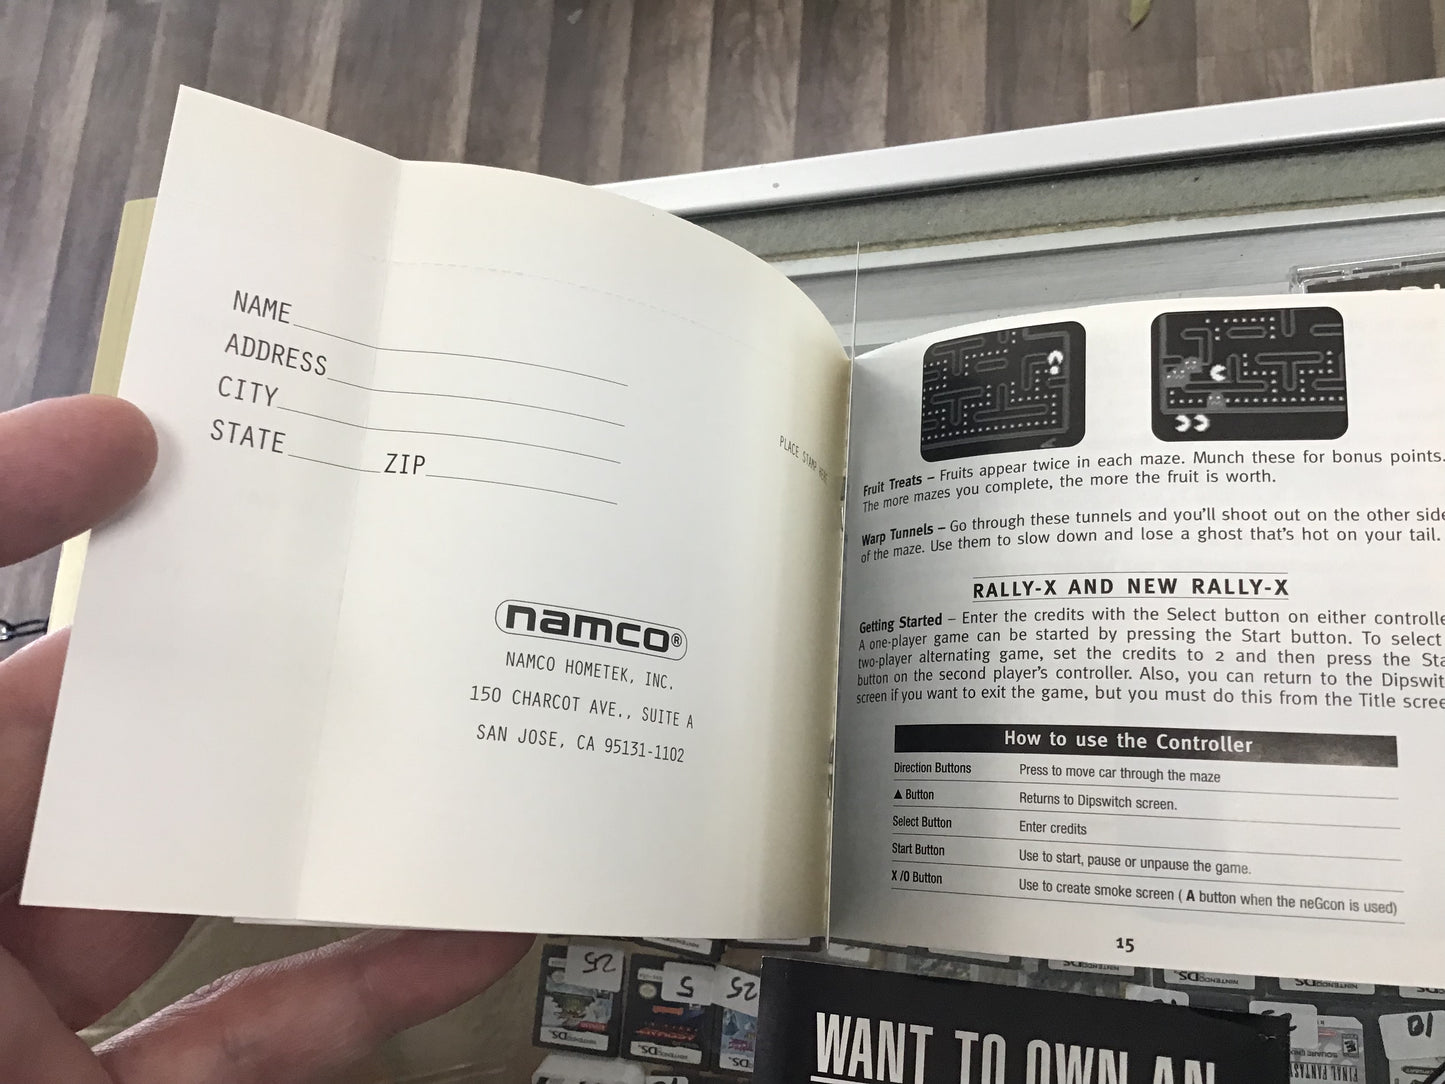 NAME
ADDRESS
CITY
STATE ZIP
PLACE STAMP HERE
namco®
NAMCO HOMETEK, INC.
150 CHARCOT AVE., SUITE A
SAN JOSE, CA 95131-1102
Fruit Treats – Fruits appear twice in each maze. Munch these for bonus points.
The more mazes you complete, the more the fruit is worth.
Warp Tunnels – Go through these tunnels and you'll shoot out on the other side
of the maze. Use them to slow down and lose a ghost that's hot on your tail.
RALLY-X AND NEW RALLY-X
Getting Started – Enter the credits with the Select button on either controlle
A one-player game can be started by pressing the Start button. To select
two-player alternating game, set the credits to 2 and then press the Sta
button on the second player's controller. Also, you can return to the Dipswit
screen if you want to exit the game, but you must do this from the Title scree
How to use the Controller
Direction Buttons Press to move car through the maze
▲ Button Returns to Dipswitch screen.
Select Button Enter credits
Start Button Use to start, pause or unpause the game.
X /O Button Use to create smoke screen ( A button when the neGcon is used)
15
25
5
25
10
NINTENDO DS
FINAL FANTASY
WANT TO OWN AN